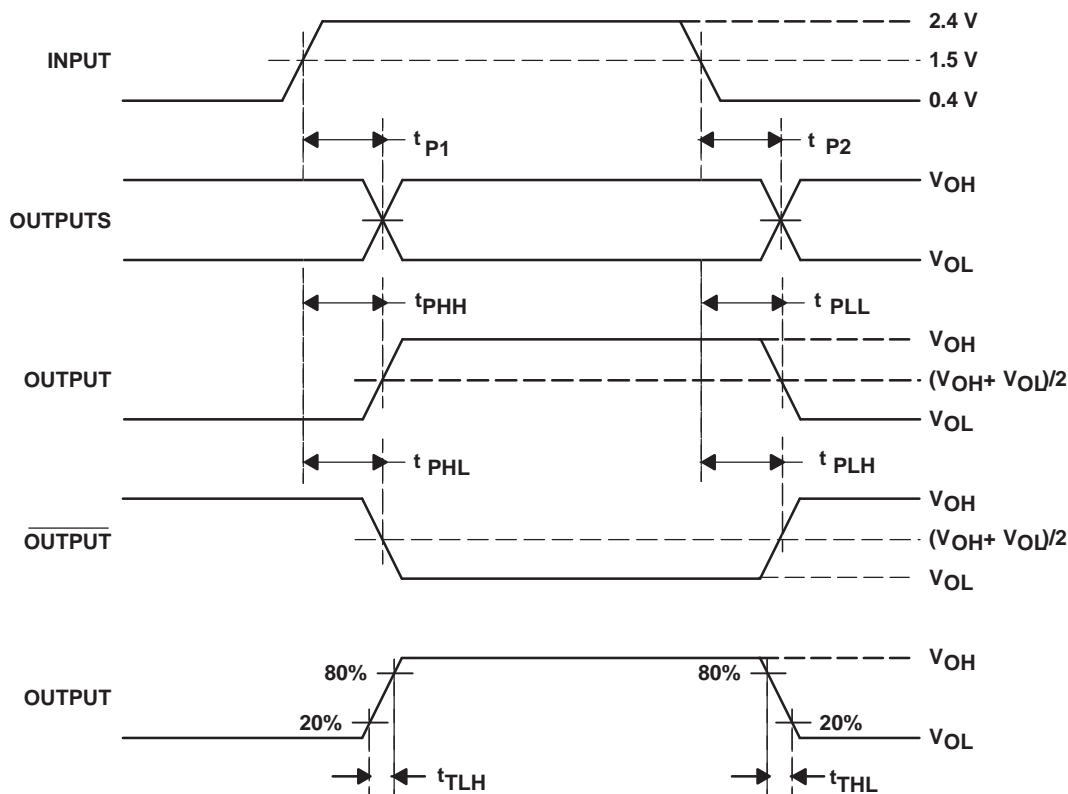 2.4 V
INPUT
1.5 V
0.4 V
tP1
tP2
VOH
OUTPUTS
VOL
tPHH
tPLL
VOH
OUTPUT
(VOH+ VOL)/2
VOL
tPHL
tPLH
VOH
OUTPUT
(VOH+ VOL)/2
VOL
VOH
80%
80%
OUTPUT
20%
20%
VOL
tTLH
tTHL